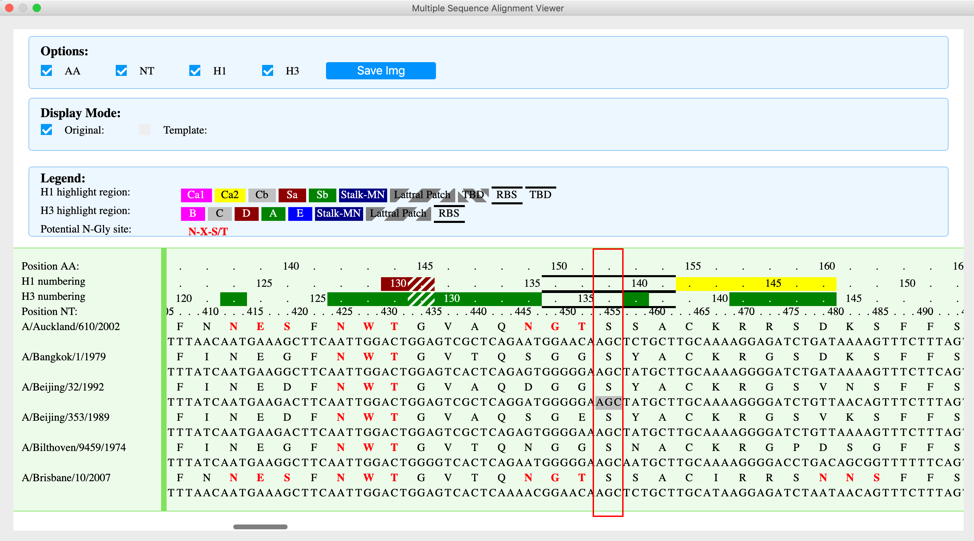 Multiple Sequence Alignment Viewer
Options:
AA NT H1 H3 Save Img
Display Mode:
Original: Template:
Legend:
H1 highlight region: Ca1 Ca2 Cb Sa Sb Stalk-MN Lattral Patch TBD RBS TBD
H3 highlight region: B C D A E Stalk-MN Lattral Patch RBS
Potential N-Gly site: N-X-S/T
Position AA: . . . . 140 . . . . 145 . . . . 150 . . . . 155 . . . . 160 . . . . 16
H1 numbering . . . 125 . . . . 130 . . . . 135 . . . . 140 . . . . 145 . . . . 150 .
H3 numbering 120 . . . . 125 . . . . 130 . . . . 135 . . . . 140 . . . . 145 . . . .
Position NT: 05 . 410 . 415 . 420 . 425 . 430 . 435 . 440 . 445 . 450 . 455 . 460 . 465 . 470 . 475 . 480 . 485 . 490 .
A/Auckland/610/2002 F N N E S F N W T G V A Q N G T S S A C K R R S D K S F F
TTTAACAATGAAAGCTTCAATTGGACTGGAGTCGCTCAGAATGGAACAAGCTCTGCTTGCAAAAGGAGATCTGATAAAAGTTTCTTTAG
A/Bangkok/1/1979 F I N E G F N W T G V T Q S G G S Y A C K R G S D K S F F
TTTATCAATGAAGGCTTCAATTGGACTGGAGTCACTCAGAGTGGGGGAAGCTATGCTTGCAAAAGGGGATCTGATAAAAGTTTCTTCAG
A/Beijing/32/1992 F I N E D F N W T G V A Q D G G S Y A C K R G S V N S F F
TTTATCAATGAAGACTTCAATTGGACTGGAGTCGCTCAGGATGGGGGAAGCTATGCTTGCAAAAGGGGATCTGTTAACAGTTTCTTTAG
A/Beijing/353/1989 F I N E D F N W T G V A Q S G E S Y A C K R G S V K S F F
TTTATCAATGAAGACTTCAATTGGACTGGAGTCGCTCAGAGTGGGGAAAGCTATGCTTGCAAAAGGGGATCTGTTAAAAGTTTCTTTAG
A/Bilthoven/9459/1974 F I N E G F N W T G V T Q N G G S N A C K R G P D S G F F
TTTATCAATGAAGGCTTCAATTGGACTGGGGTCACTCAGAATGGGGGAAGCAATGCTTGCAAAAGGGGACCTGACAGCGGTTTTTTCAG
A/Brisbane/10/2007 F N N E S F N W T G V T Q N G T S S A C I R R S N N S F F
TTTAACAATGAAAGCTTCAATTGGACTGGAGTCACTCAAAACGGAACAAGCTCTGCTTGCATAAGGAGATCTAATAACAGTTTCTTTAG